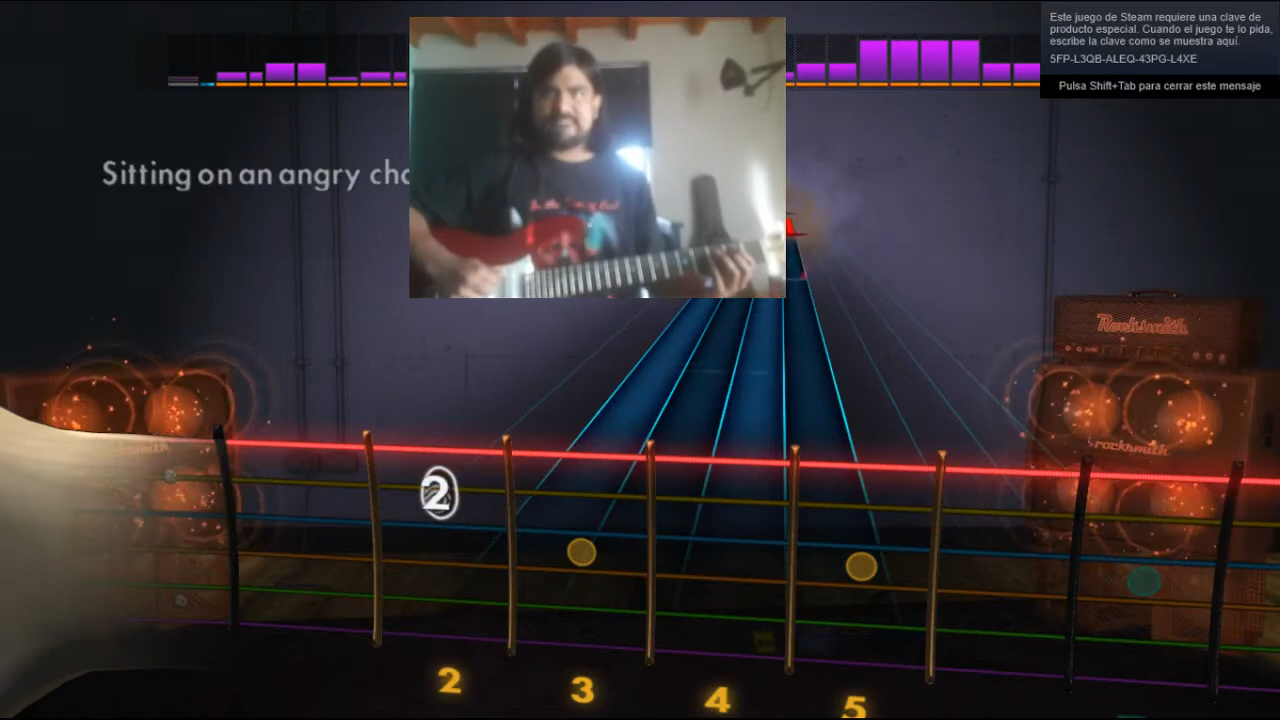 Este juego de Steam requiere una clave de
producto especial. Cuando el juego te lo pida,
escribe la clave como se muestra aquí.
5FP-L3QB-ALEQ-43PG-L4XE
Pulsa Shift+Tab para cerrar este mensaje
Sitting on an angry cha
Rocksmith
rocksmith
2
2
3
4
5